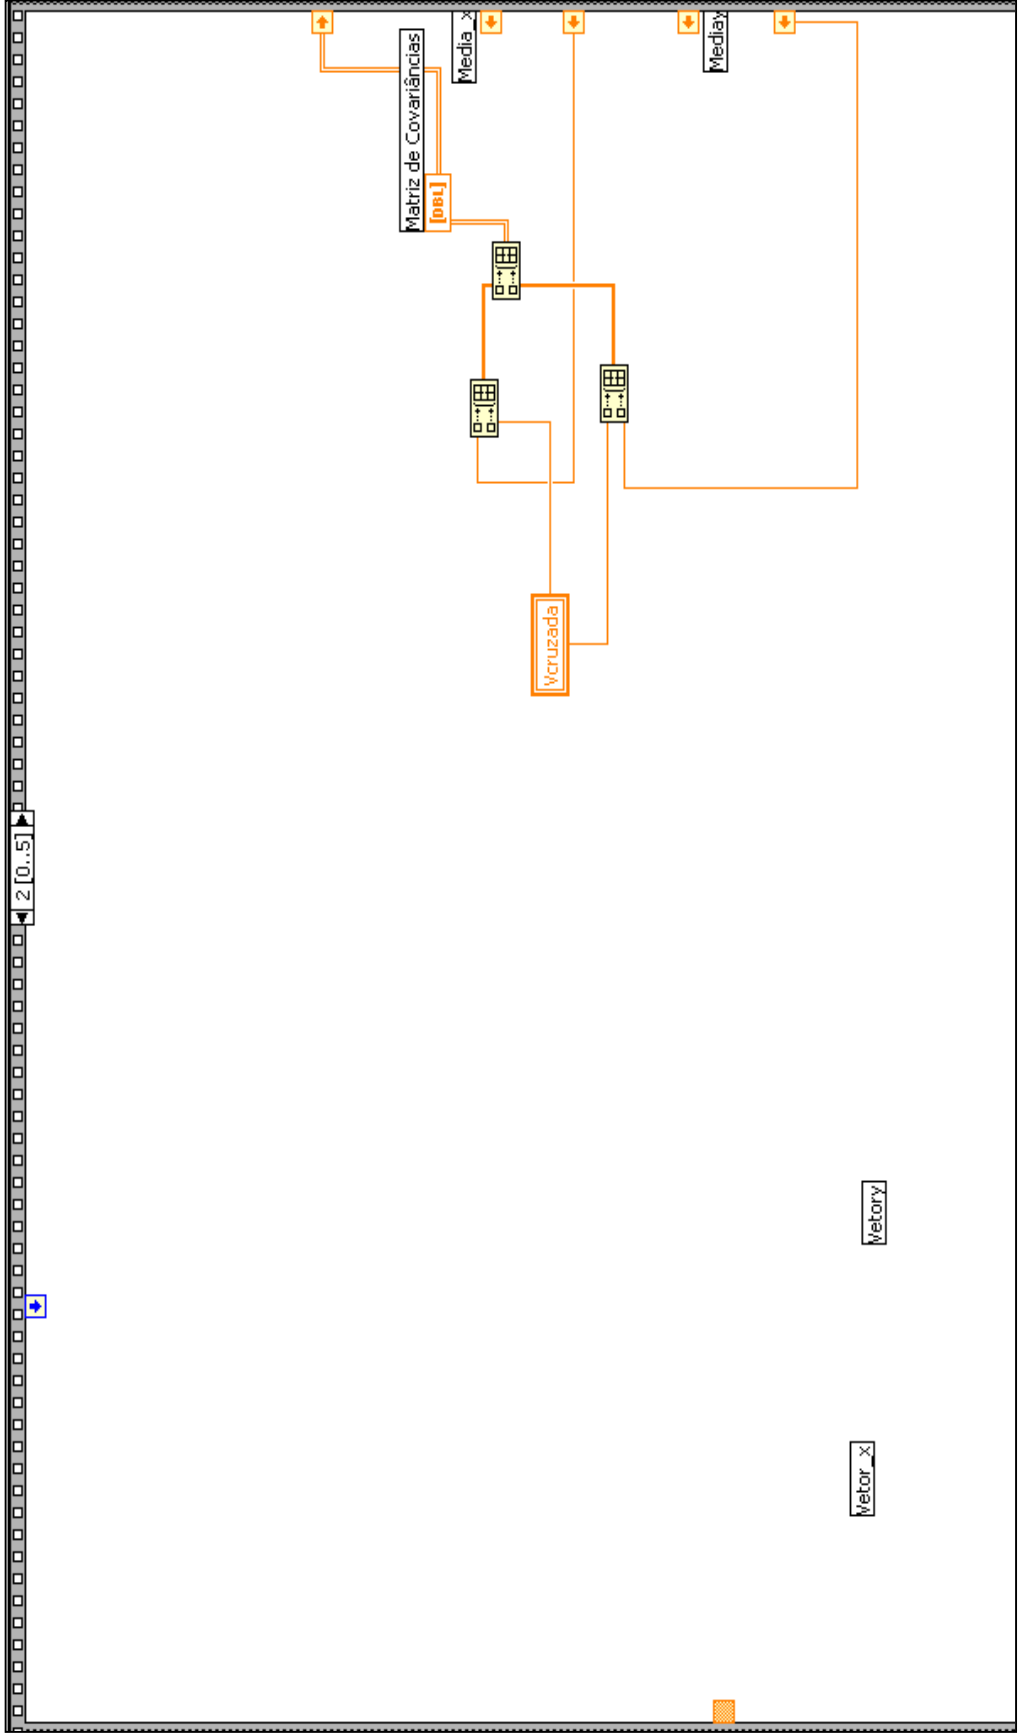 2 [0..5]
Matriz de Covariâncias
[DBL]
Media_x
Mediay
Vcruzada
Vetory
Vetor_x